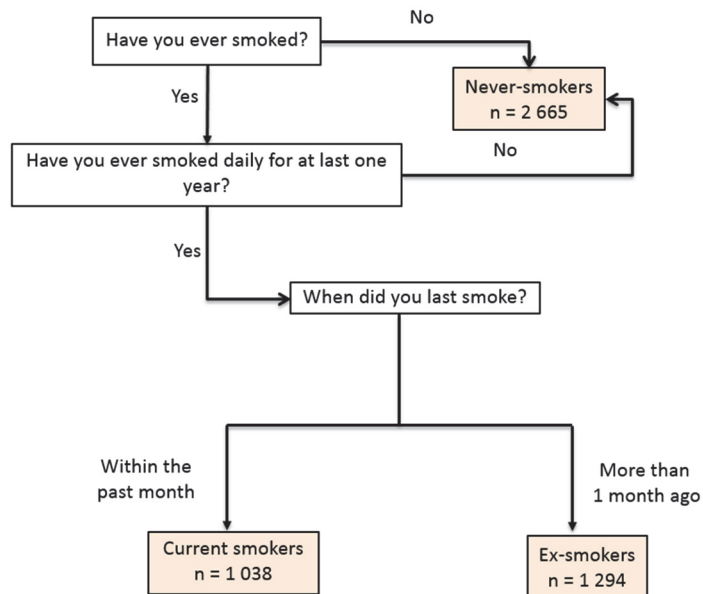 No
Have you ever smoked?
Never-smokers
n = 2 665
Yes
No
Have you ever smoked daily for at last one
year?
Yes
When did you last smoke?
Within the
past month
More than
1 month ago
Current smokers
n = 1 038
Ex-smokers
n = 1 294